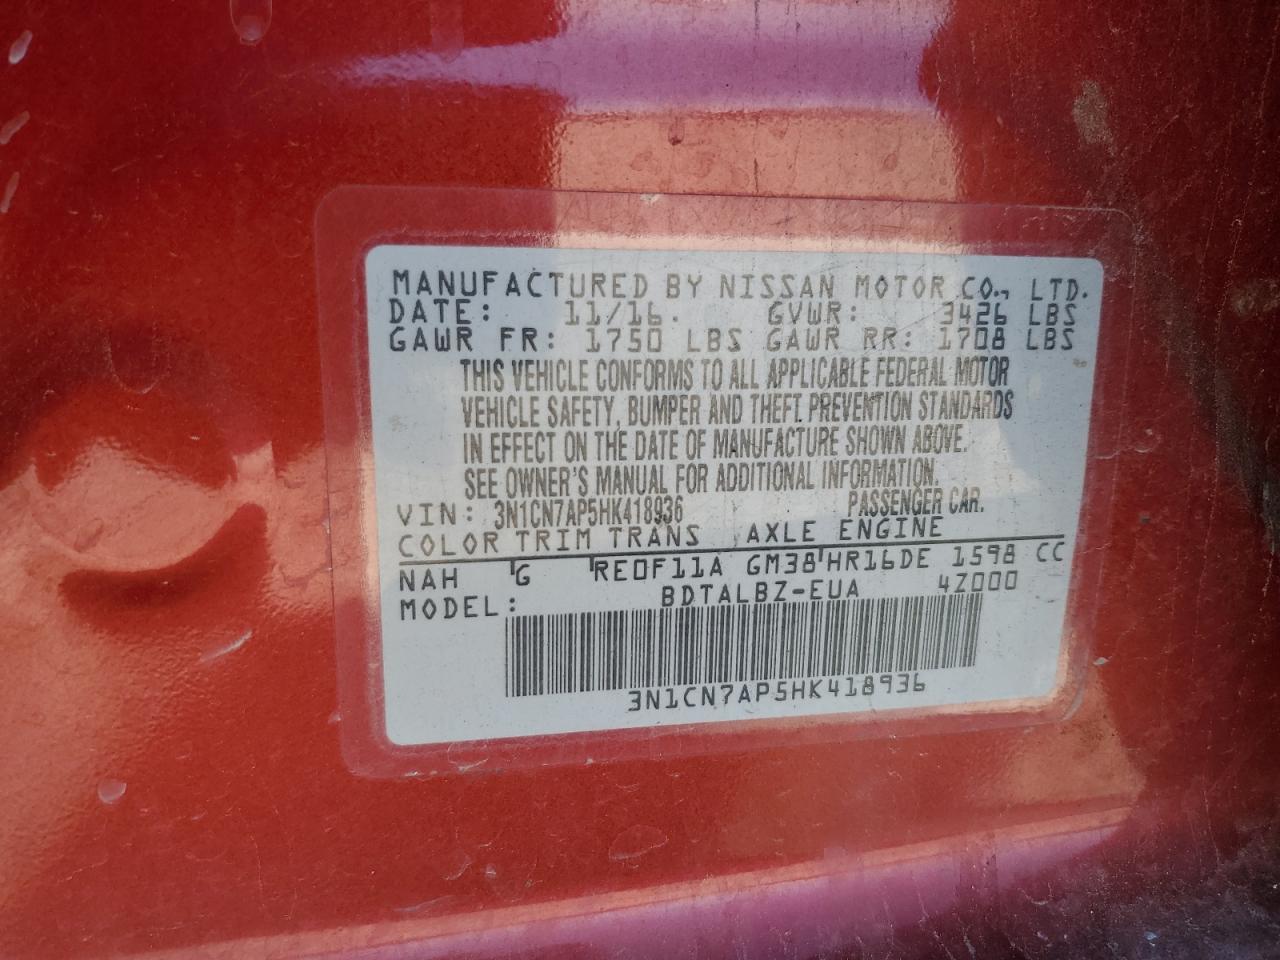 MANUFACTURED BY NISSAN MOTOR CO., LTD.
DATE: 11/16. GVWR: 3426 LBS
GAWR FR: 1750 LBS GAWR RR: 1708 LBS
THIS VEHICLE CONFORMS TO ALL APPLICABLE FEDERAL MOTOR
VEHICLE SAFETY, BUMPER AND THEFT PREVENTION STANDARDS
IN EFFECT ON THE DATE OF MANUFACTURE SHOWN ABOVE.
SEE OWNER'S MANUAL FOR ADDITIONAL INFORMATION.
VIN: 3N1CN7AP5HK418936 PASSENGER CAR.
COLOR TRIM TRANS AXLE ENGINE
NAH G RE0F11A GM38 HR16DE 1598 CC
MODEL: BDTALBZ-EUA 4Z000
3N1CN7AP5HK418936